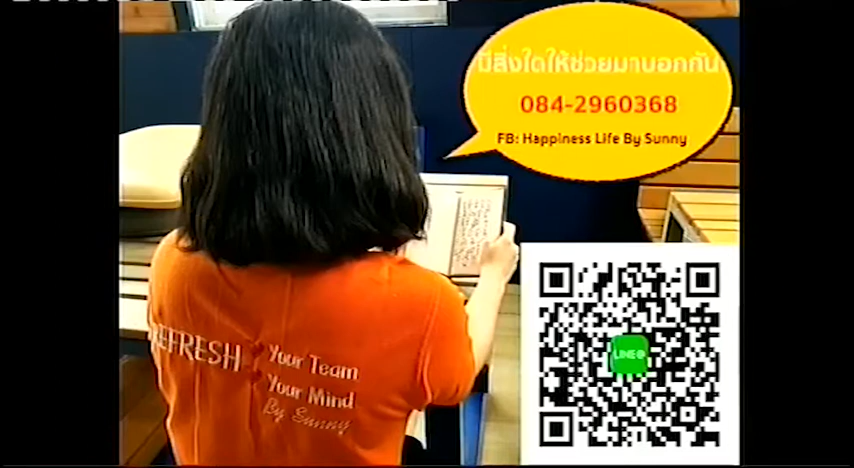 มีสิ่งใดให้ช่วยมาบอกกัน
084-2960368
FB: Happiness Life By Sunny
REFRESH
Your Team
Your Mind
By Sunny
LINE@